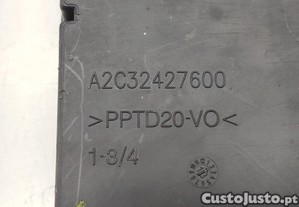 A2C32427600
>PPTD20-VO<
1-3/4
CustoJusto.pt